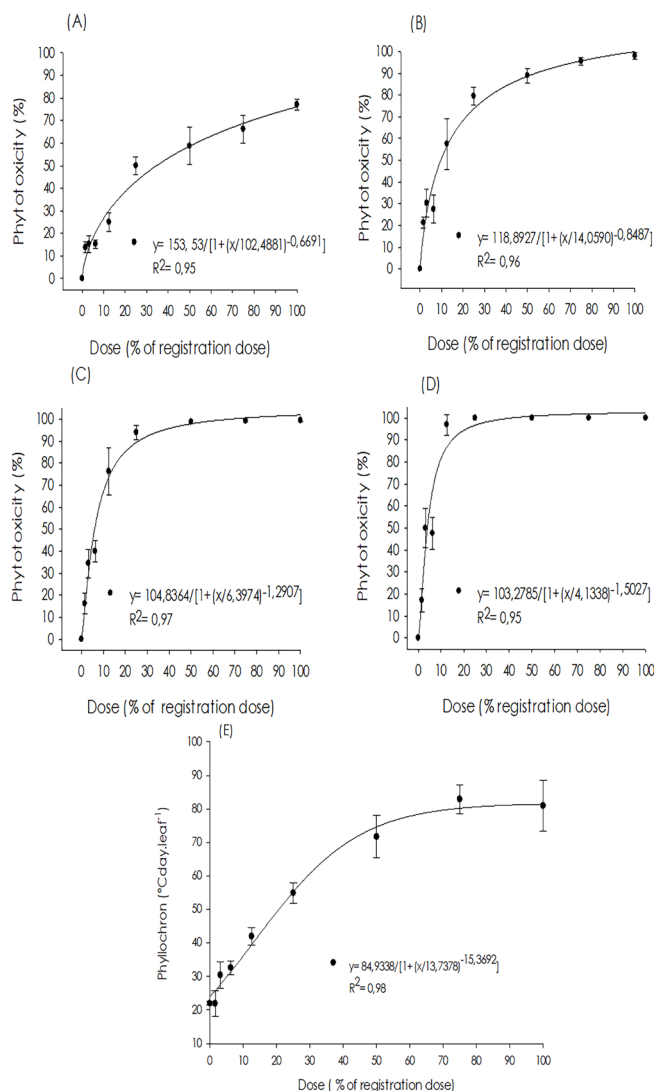 (A)
Phytotoxicity (%)
100
90
80
70
60
50
40
30
20
10
0
y= 153, 53/[1+(x/102,4881)-0,6691]
R2= 0,95
0 10 20 30 40 50 60 70 80 90 100
Dose (% of registration dose)
(B)
Phytotoxicity (%)
100
90
80
70
60
50
40
30
20
10
0
y= 118,8927/[1+(x/14,0590)-0,8487]
R2= 0,96
0 10 20 30 40 50 60 70 80 90 100
Dose (% of registration dose)
(C)
Phytotoxicity (%)
100
90
80
70
60
50
40
30
20
10
0
y= 104,8364/[1+(x/6,3974)-1,2907]
R2= 0,97
0 10 20 30 40 50 60 70 80 90 100
Dose (% of registration dose)
(D)
Phytotoxicity (%)
100
90
80
70
60
50
40
30
20
10
0
y= 103,2785/[1+(x/4,1338)-1,5027]
R2= 0,95
0 10 20 30 40 50 60 70 80 90 100
Dose (% registration dose)
(E)
Phyllochron (°Cday.leaf-1)
100
90
80
70
60
50
40
30
20
10
y= 84,9338/[1+(x/13,7378)-15,3692]
R2= 0,98
0 20 40 60 80 100
Dose ( % of registration dose)